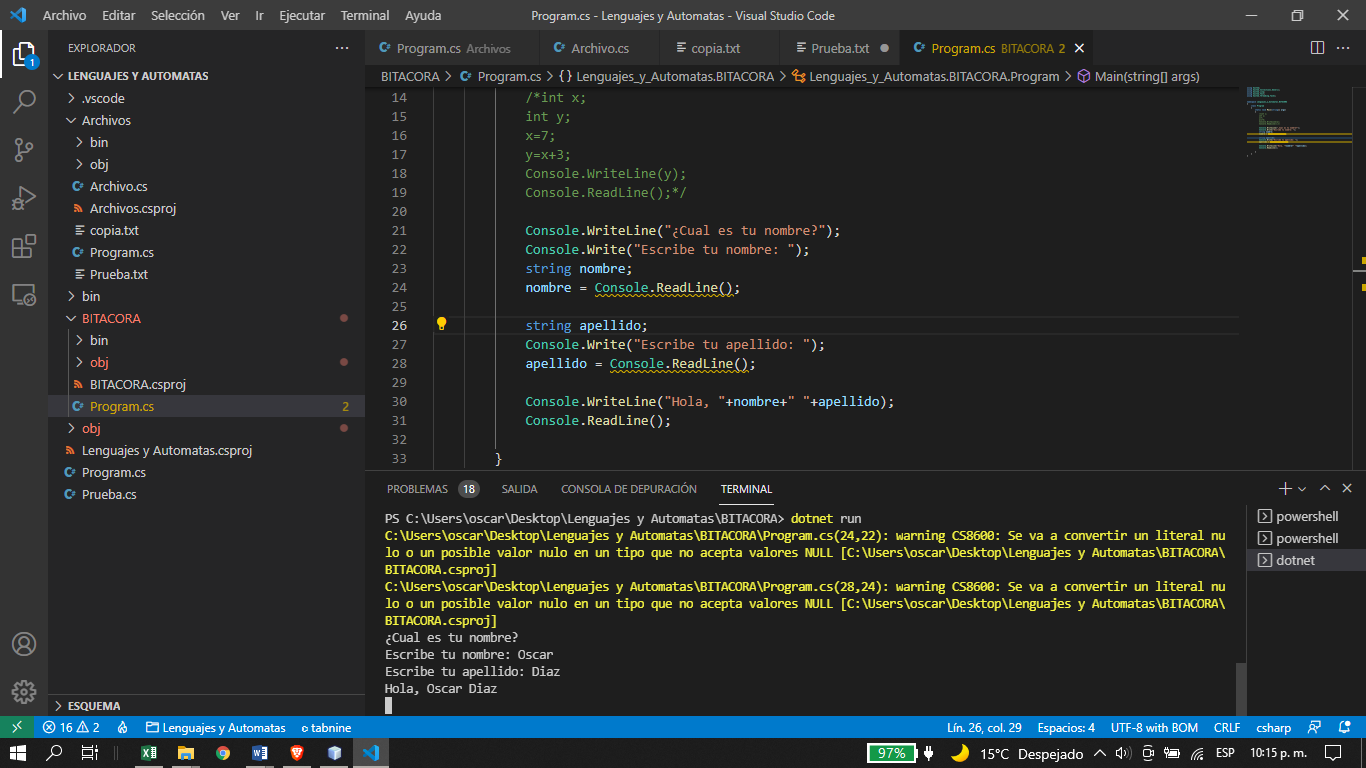 Archivo Editar Selección Ver Ir Ejecutar Terminal Ayuda
Program.cs - Lenguajes y Automatas - Visual Studio Code
EXPLORADOR
Program.cs Archivos
Archivo.cs
copia.txt
Prueba.txt
Program.cs BITACORA 2
1
LENGUAJES Y AUTOMATAS
.vscode
Archivos
bin
obj
Archivo.cs
Archivos.csproj
copia.txt
Program.cs
Prueba.txt
bin
BITACORA
bin
obj
BITACORA.csproj
Program.cs 2
obj
Lenguajes y Automatas.csproj
Program.cs
Prueba.cs
ESQUEMA
BITACORA > Program.cs > {} Lenguajes_y_Automatas.BITACORA > Lenguajes_y_Automatas.BITACORA.Program > Main(string[] args)
14 /*int x;
15 int y;
16 x=7;
17 y=x+3;
18 Console.WriteLine(y);
19 Console.ReadLine();*/
20
21 Console.WriteLine("¿Cual es tu nombre?");
22 Console.Write("Escribe tu nombre: ");
23 string nombre;
24 nombre = Console.ReadLine();
25
26 string apellido;
27 Console.Write("Escribe tu apellido: ");
28 apellido = Console.ReadLine();
29
30 Console.WriteLine("Hola, "+nombre+" "+apellido);
31 Console.ReadLine();
32
33 }
PROBLEMAS 18 SALIDA CONSOLA DE DEPURACIÓN TERMINAL
PS C:\Users\oscar\Desktop\Lenguajes y Automatas\BITACORA> dotnet run
C:\Users\oscar\Desktop\Lenguajes y Automatas\BITACORA\Program.cs(24,22): warning CS8600: Se va a convertir un literal nu
lo o un posible valor nulo en un tipo que no acepta valores NULL [C:\Users\oscar\Desktop\Lenguajes y Automatas\BITACORA\
BITACORA.csproj]
C:\Users\oscar\Desktop\Lenguajes y Automatas\BITACORA\Program.cs(28,24): warning CS8600: Se va a convertir un literal nu
lo o un posible valor nulo en un tipo que no acepta valores NULL [C:\Users\oscar\Desktop\Lenguajes y Automatas\BITACORA\
BITACORA.csproj]
¿Cual es tu nombre?
Escribe tu nombre: Oscar
Escribe tu apellido: Diaz
Hola, Oscar Diaz
powershell
powershell
dotnet
16 2 Lenguajes y Automatas tabnine
Lín. 26, col. 29 Espacios: 4 UTF-8 with BOM CRLF csharp
97% 15°C Despejado ESP 10:15 p. m.